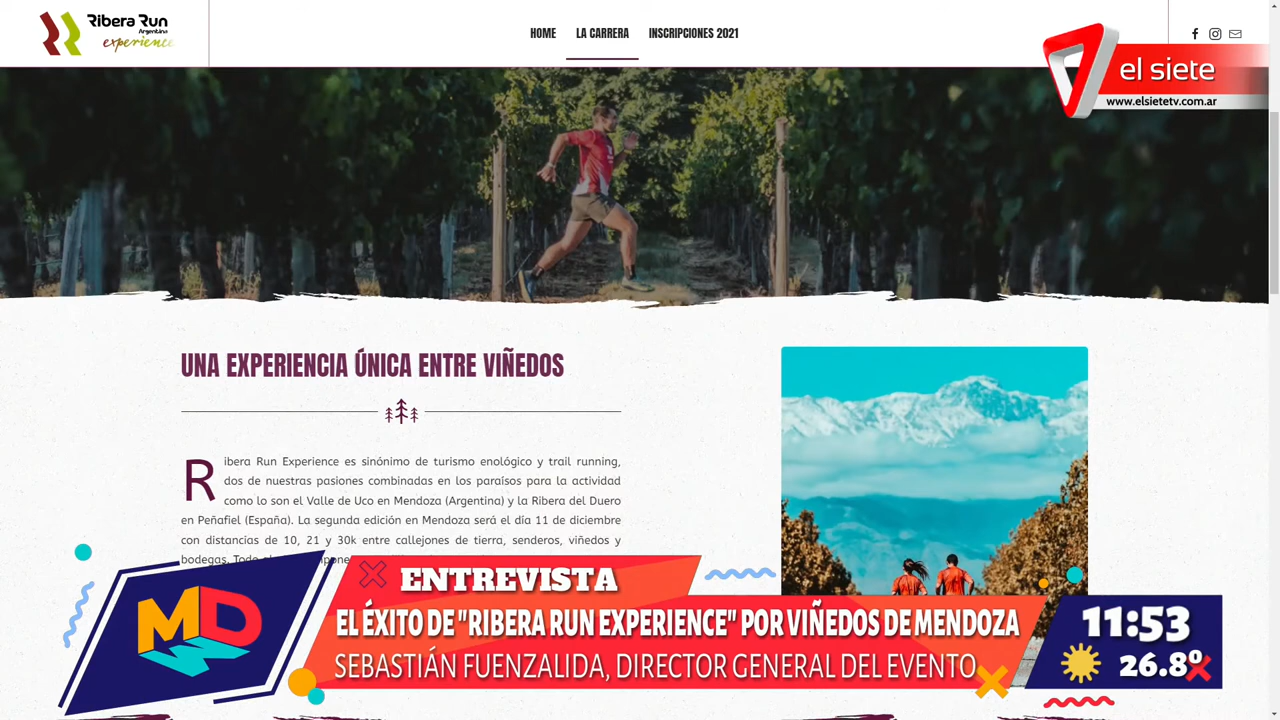 Ribera Run
Argentina
experience
HOME
LA CARRERA
INSCRIPCIONES 2021
el siete
www.elsietetv.com.ar
UNA EXPERIENCIA ÚNICA ENTRE VIÑEDOS
Ribera Run Experience es sinónimo de turismo enológico y trail running,
dos de nuestras pasiones combinadas en los paraísos para la actividad
como lo son el Valle de Uco en Mendoza (Argentina) y la Ribera del Duero
en Peñafiel (España). La segunda edición en Mendoza será el día 11 de diciembre
con distancias de 10, 21 y 30k entre callejones de tierra, senderos, viñedos y
bodegas.
MD
ENTREVISTA
EL ÉXITO DE "RIBERA RUN EXPERIENCE" POR VIÑEDOS DE MENDOZA
SEBASTIÁN FUENZALIDA, DIRECTOR GENERAL DEL EVENTO
11:53
26.8º